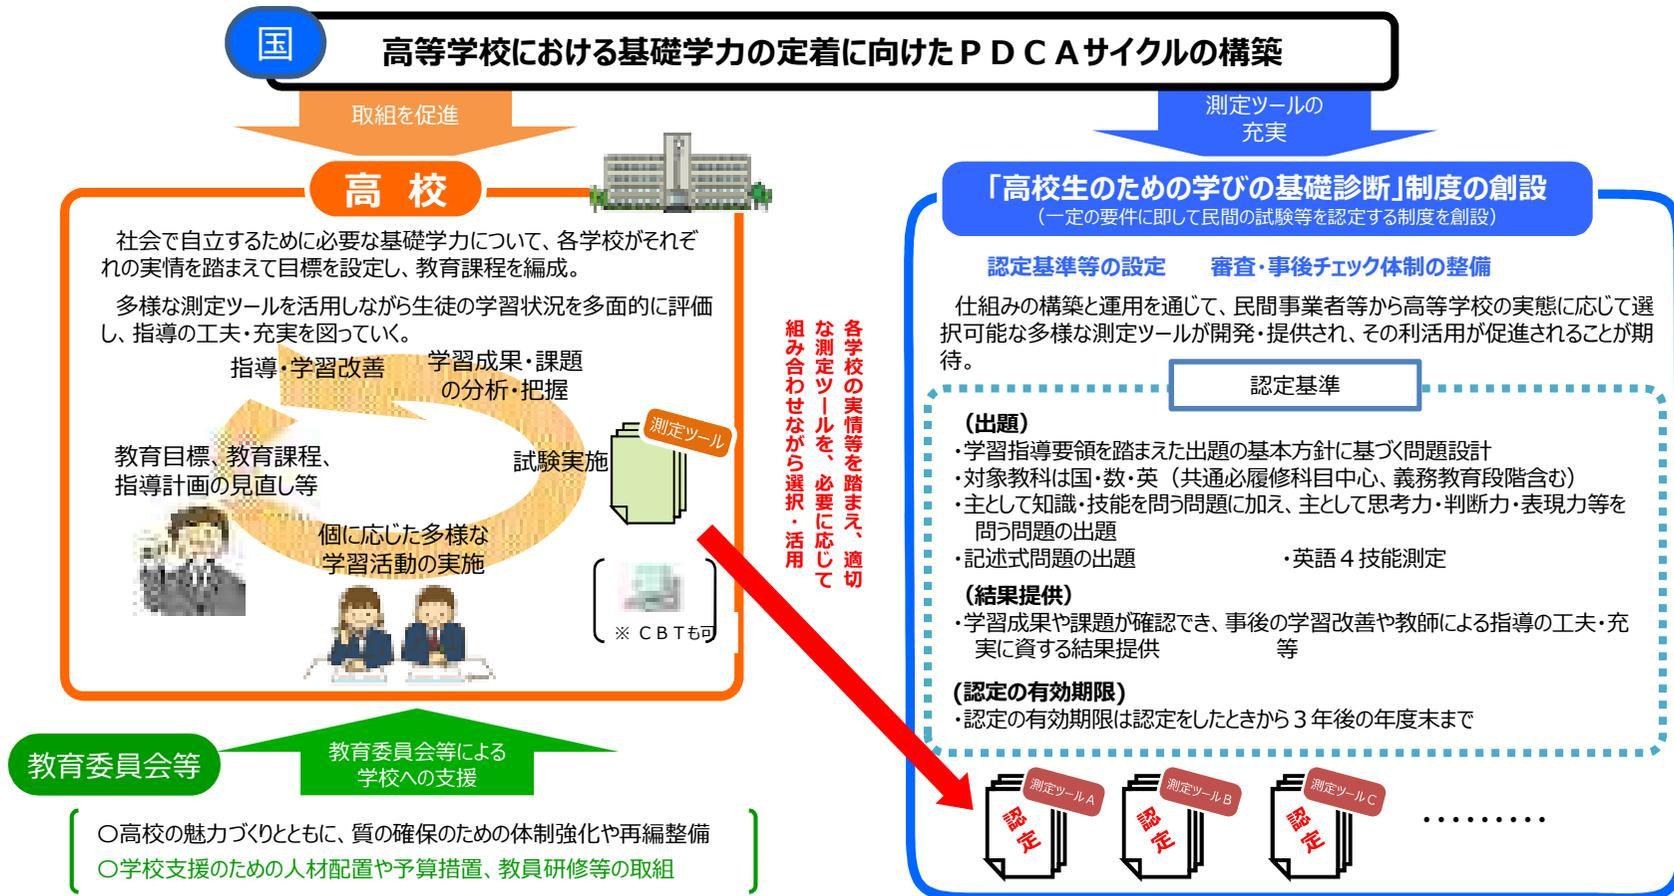 国
高等学校における基礎学力の定着に向けたＰＤＣＡサイクルの構築
取組を促進
高 校
社会で自立するために必要な基礎学力について、各学校がそれぞ
れの実情を踏まえて目標を設定し、教育課程を編成。
多様な測定ツールを活用しながら生徒の学習状況を多面的に評価
し、指導の工夫・充実を図っていく。
指導・学習改善
学習成果・課題
の分析・把握
測定ツール
試験実施
教育目標、教育課程、
指導計画の見直し等
個に応じた多様な
学習活動の実施
※ ＣＢＴも可
教育委員会等
教育委員会等による
学校への支援
〇高校の魅力づくりとともに、質の確保のための体制強化や再編整備
〇学校支援のための人材配置や予算措置、教員研修等の取組
各学校の実情等を踏まえ、適切
な測定ツールを、必要に応じて
組み合わせながら選択・活用
測定ツールの
充実
「高校生のための学びの基礎診断」制度の創設
（一定の要件に即して民間の試験等を認定する制度を創設）
認定基準等の設定　　審査・事後チェック体制の整備
仕組みの構築と運用を通じて、民間事業者等から高等学校の実態に応じて選
択可能な多様な測定ツールが開発・提供され、その利活用が促進されることが期
待。
認定基準
（出題）
・学習指導要領を踏まえた出題の基本方針に基づく問題設計
・対象教科は国・数・英（共通必履修科目中心、義務教育段階含む）
・主として知識・技能を問う問題に加え、主として思考力・判断力・表現力等を
問う問題の出題
・記述式問題の出題　　・英語４技能測定
（結果提供）
・学習成果や課題が確認でき、事後の学習改善や教師による指導の工夫・充
実に資する結果提供　　等
(認定の有効期限)
・認定の有効期限は認定をしたときから３年後の年度末まで
測定ツールＡ
認定
測定ツールＢ
認定
測定ツールＣ
認定
・・・・・・・・・